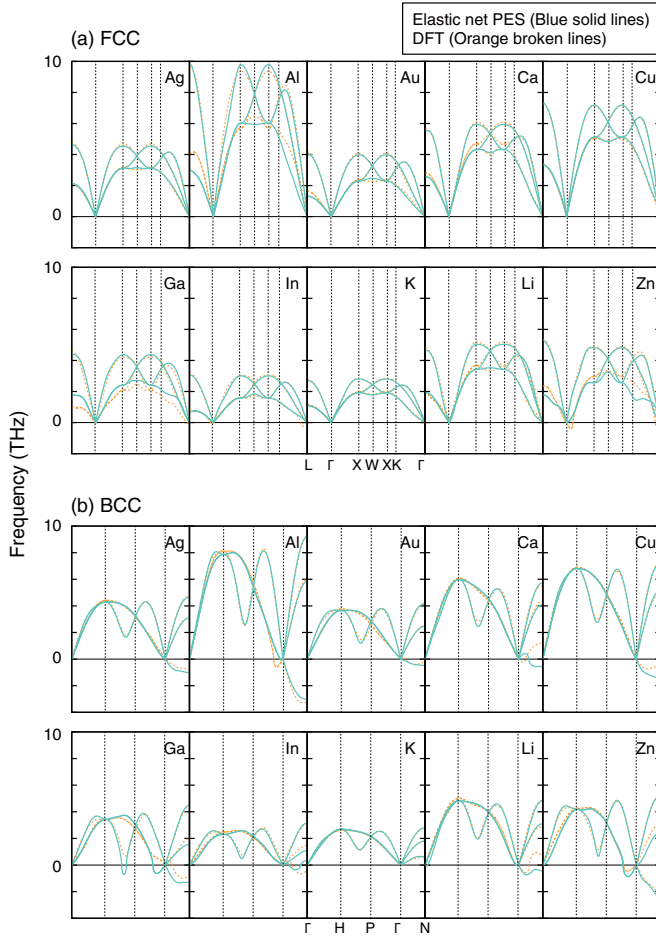 Elastic net PES (Blue solid lines)
DFT (Orange broken lines)
(a) FCC
10
Ag
Al
Au
Ca
Cu
0
10
Ga
In
K
Li
Zn
0
L Γ X W X K Γ
Frequency (THz)
(b) BCC
10
Ag
Al
Au
Ca
Cu
0
10
Ga
In
K
Li
Zn
0
Γ H P Γ N